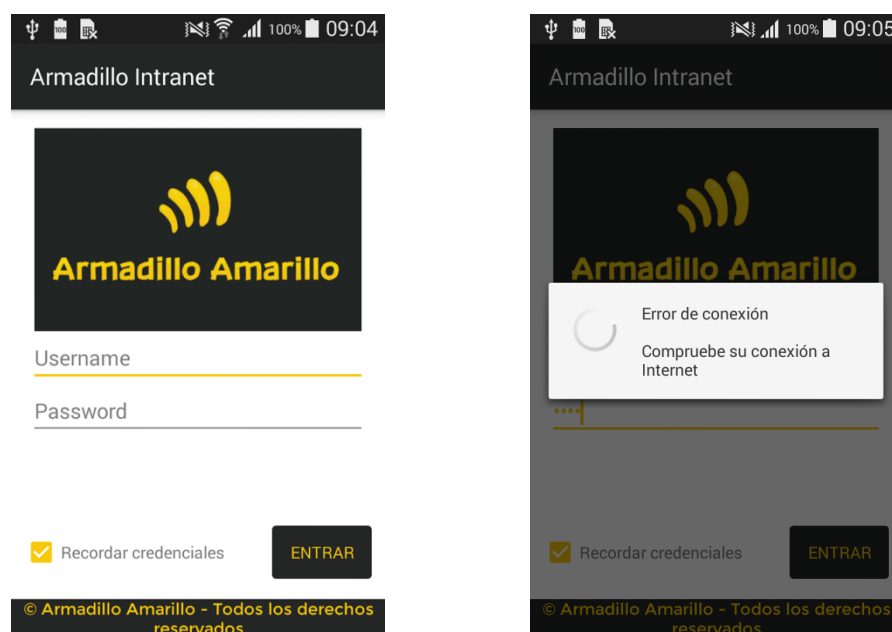 100% 09:04
Armadillo Intranet
Armadillo Amarillo
Username
Password
Recordar credenciales
ENTRAR
© Armadillo Amarillo - Todos los derechos
reservados
100% 09:05
Armadillo Intranet
Armadillo Amarillo
Error de conexión
Compruebe su conexión a
Internet
Recordar credenciales
ENTRAR
© Armadillo Amarillo - Todos los derechos
reservados